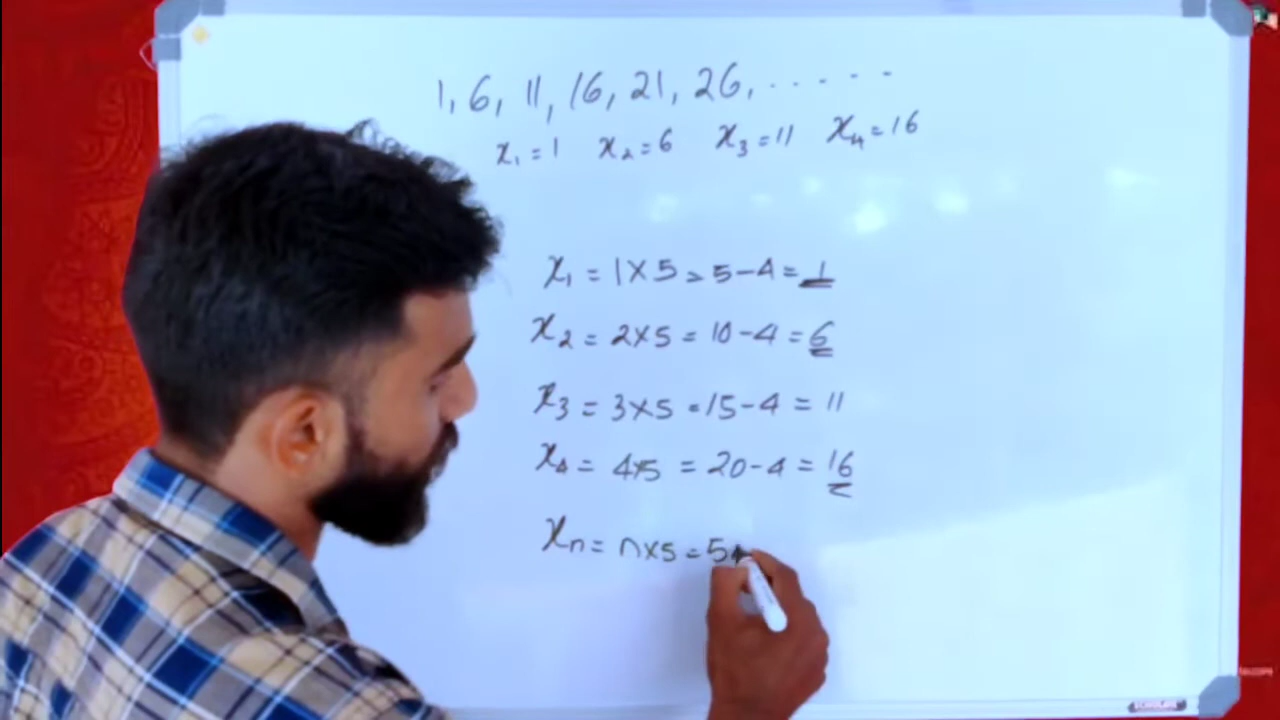 1, 6, 11, 16, 21, 26, . . . . .
x₁ = 1 x₂ = 6 x₃ = 11 x₄ = 16
x₁ = 1 × 5 = 5 - 4 = 1
x₂ = 2 × 5 = 10 - 4 = 6
x₃ = 3 × 5 = 15 - 4 = 11
x₄ = 4 × 5 = 20 - 4 = 16
xₙ = n × 5 = 5